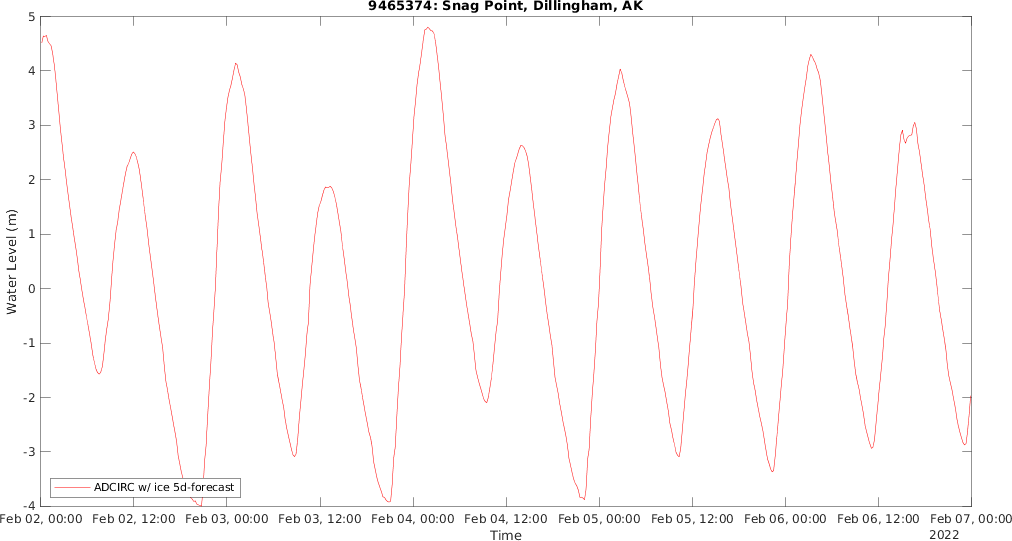 9465374: Snag Point, Dillingham, AK
5
4
3
2
1
0
-1
-2
-3
-4
Water Level (m)
ADCIRC w/ ice 5d-forecast
Feb 02, 00:00 Feb 02, 12:00 Feb 03, 00:00 Feb 03, 12:00 Feb 04, 00:00 Feb 04, 12:00 Feb 05, 00:00 Feb 05, 12:00 Feb 06, 00:00 Feb 06, 12:00 Feb 07, 00:00
Time
2022